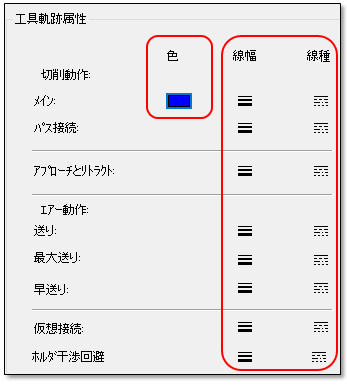 工具軌跡属性
色 線幅 線種
切削動作:
ﾒｲﾝ:
ﾊﾟｽ接続:
ｱﾌﾟﾛｰﾁとﾘﾄﾗｸﾄ:
ｴｱｰ動作:
送り:
最大送り:
早送り:
仮想接続:
ﾎﾙﾀﾞ干渉回避